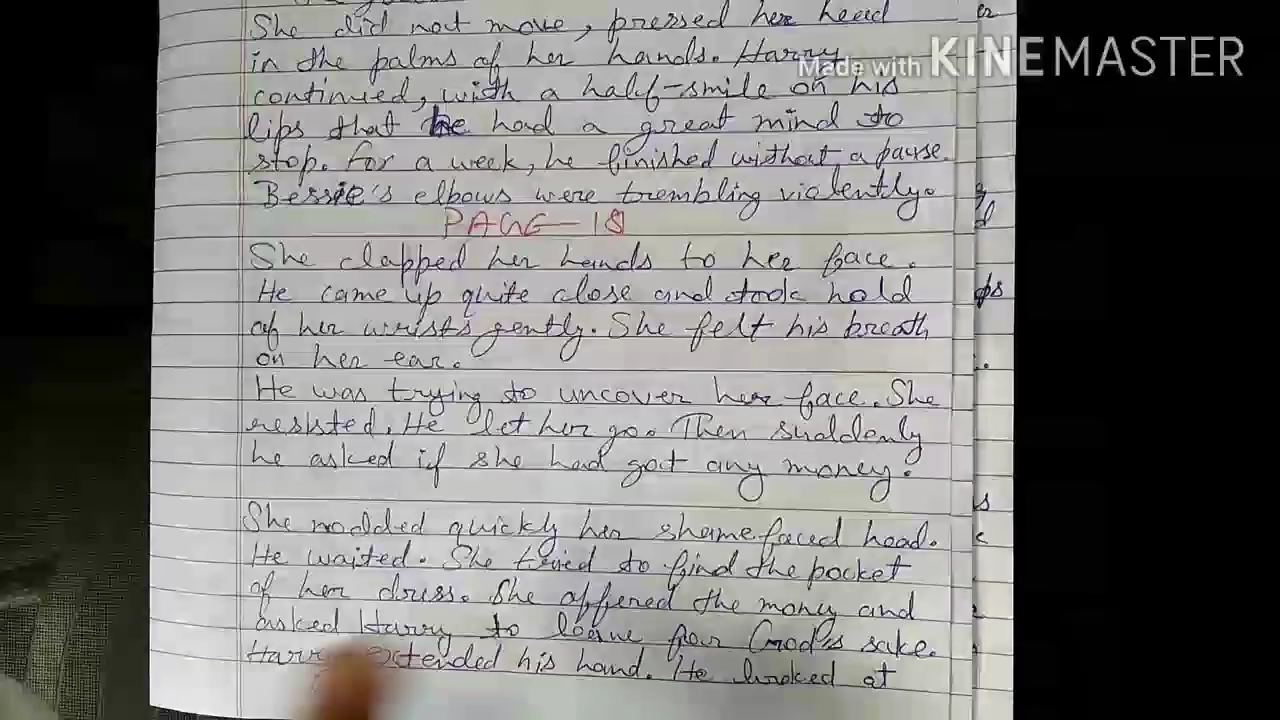 She did not move, pressed her head
in the palms of her hands. Harry
Made with KINEMASTER
continued, with a half-smile on his
lips that he had a great mind to
stop. For a week, he finished without a pause.
Bessie's elbows were trembling violently.
PAGE-18
She clapped her hands to her face.
He came up quite close and took hold
of her wrists gently. She felt his breath
on her ear.
He was trying to uncover her face. She
resisted. He let her go. Then suddenly
he asked if she had got any money.
She nodded quickly her shamefaced head.
He waited. She tried to find the pocket
of her dress. She offered the money and
asked Harry to leave for God's sake.
Harry extended his hand. He looked at